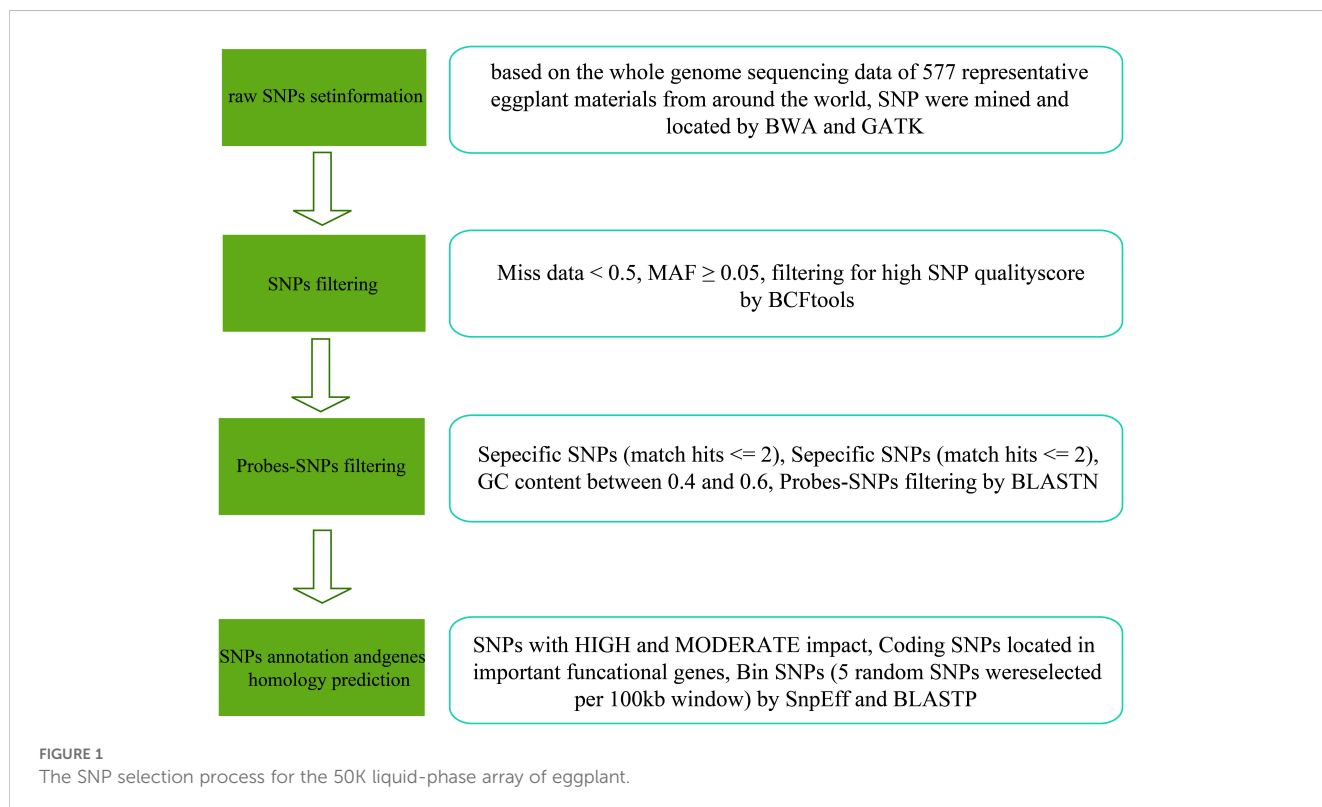 raw SNPs setinformation
based on the whole genome sequencing data of 577 representative
eggplant materials from around the world, SNP were mined and
located by BWA and GATK
SNPs filtering
Miss data < 0.5, MAF ≥ 0.05, filtering for high SNP qualityscore
by BCFtools
Probes-SNPs filtering
Sepecific SNPs (match hits <= 2), Sepecific SNPs (match hits <= 2),
GC content between 0.4 and 0.6, Probes-SNPs filtering by BLASTN
SNPs annotation andgenes
homology prediction
SNPs with HIGH and MODERATE impact, Coding SNPs located in
important funcational genes, Bin SNPs (5 random SNPs wereselected
per 100kb window) by SnpEff and BLASTP
FIGURE 1
The SNP selection process for the 50K liquid-phase array of eggplant.